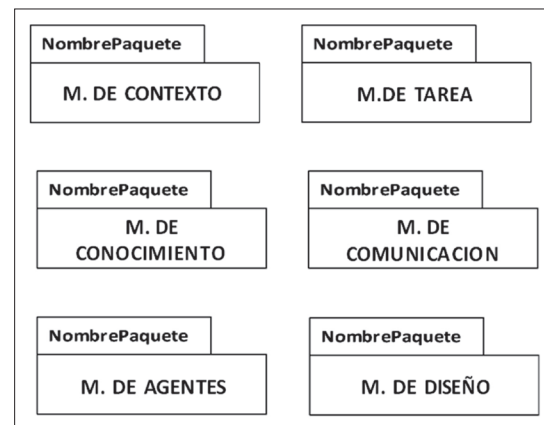 NombrePaquete
M. DE CONTEXTO
NombrePaquete
M.DE TAREA
NombrePaquete
M. DE
CONOCIMIENTO
NombrePaquete
M. DE
COMUNICACION
NombrePaquete
M. DE AGENTES
NombrePaquete
M. DE DISEÑO